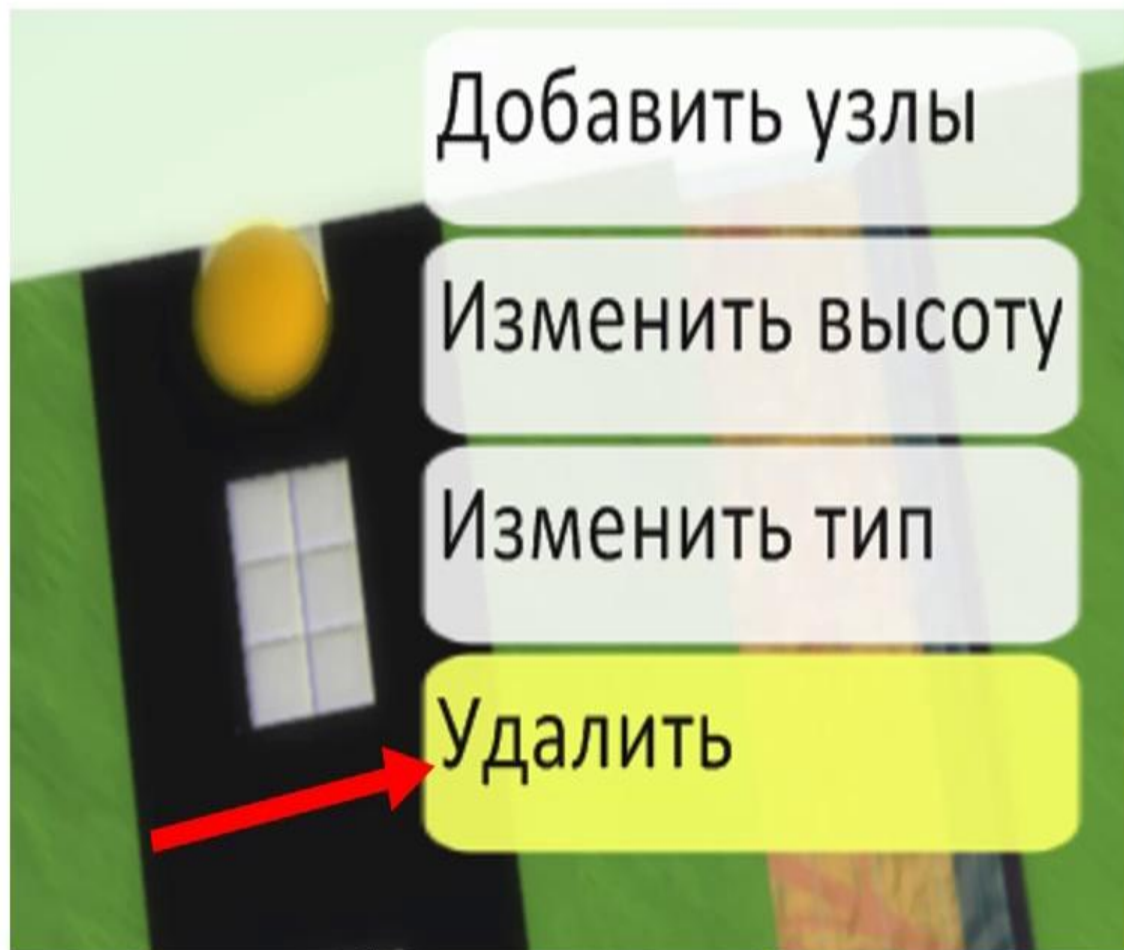 Добавить узлы
Изменить высоту
Изменить тип
Удалить